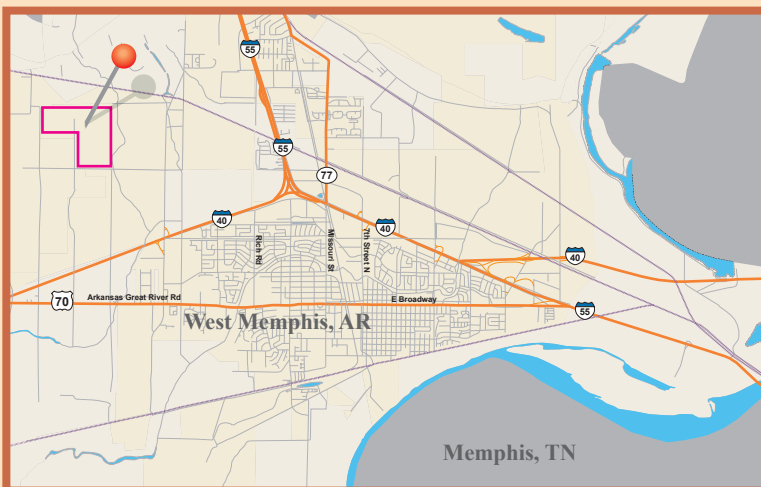 55
55
77
40
40
40
Rich Rd
Missouri St
7th Street N
70
Arkansas Great River Rd
E Broadway
55
West Memphis, AR
Memphis, TN